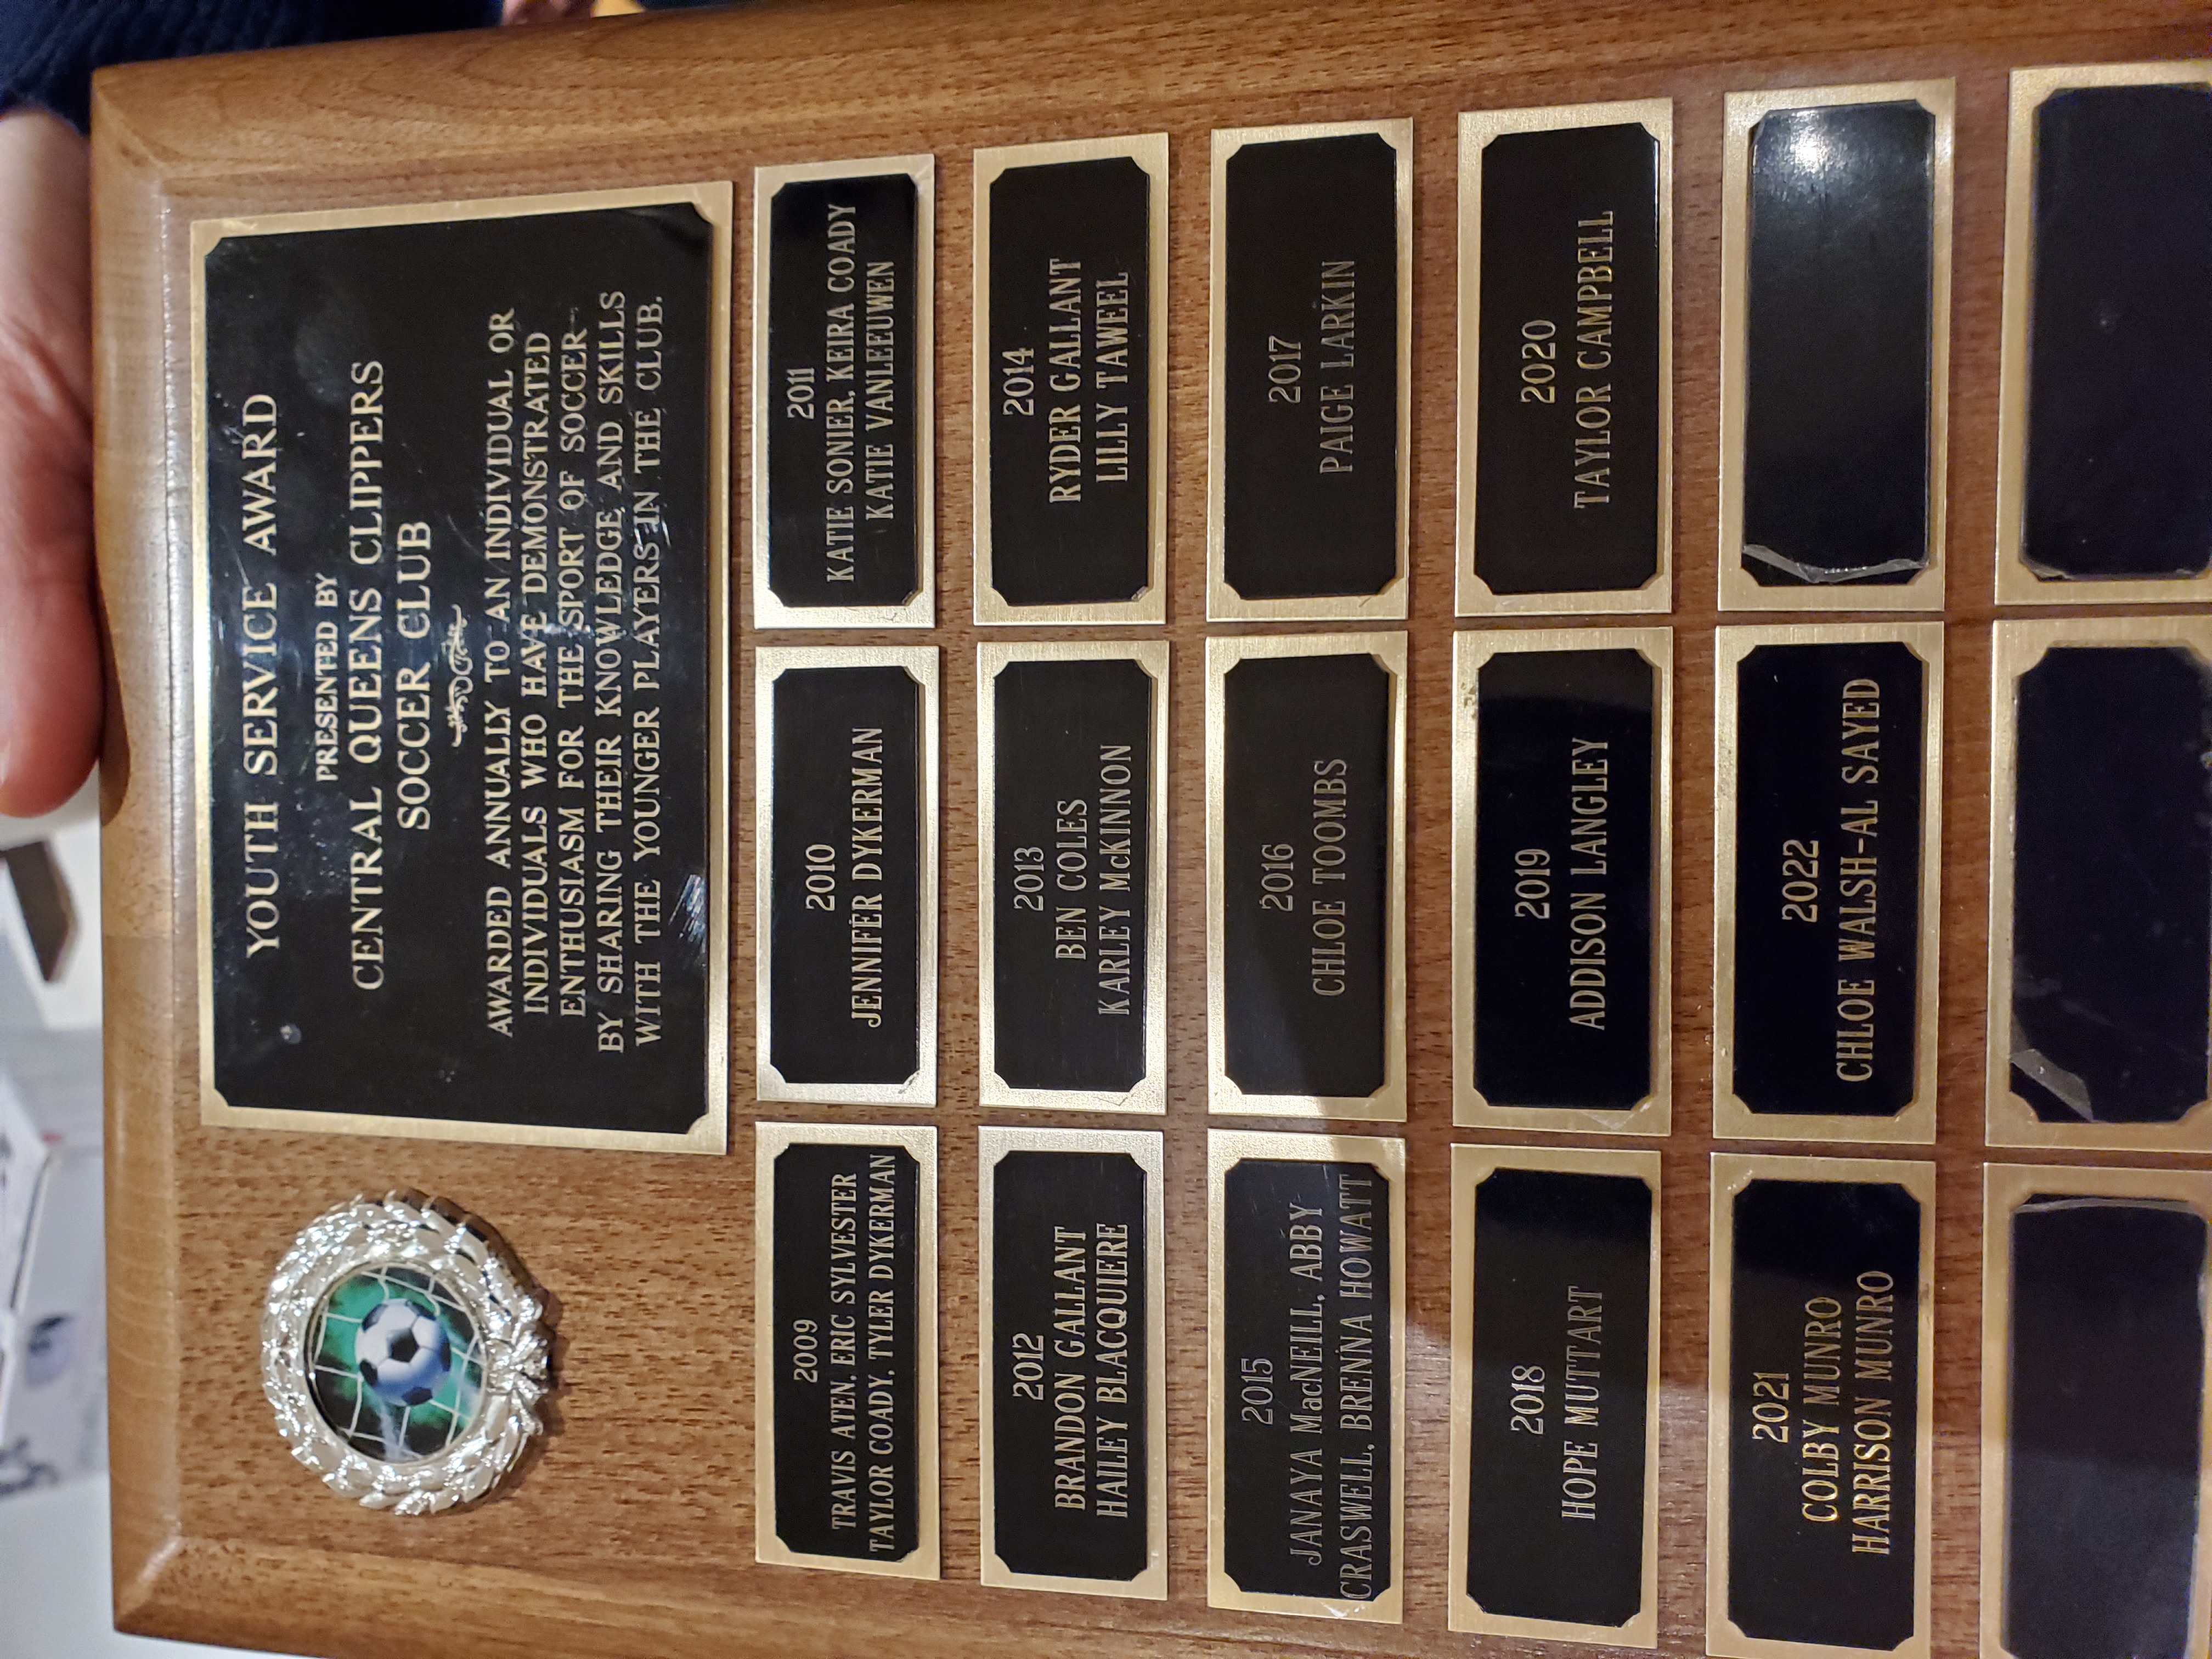 YOUTH SERVICE AWARD
PRESENTED BY
CENTRAL QUEENS CLIPPERS
SOCCER CLUB
AWARDED ANNUALLY TO AN INDIVIDUAL OR
INDIVIDUALS WHO HAVE DEMONSTRATED
ENTHUSIASM FOR THE SPORT OF SOCCER
BY SHARING THEIR KNOWLEDGE AND SKILLS
WITH THE YOUNGER PLAYERS IN THE CLUB.
2009
TRAVIS ATEN, ERIC SYLVESTER
TAYLOR COADY, TYLER DYKERMAN
2010
JENNIFER DYKERMAN
2011
KATIE SONIER, KEIRA COADY
KATIE VANLEEUWEN
2012
BRANDON GALLANT
HAILEY BLACQUIERE
2013
BEN COLES
KARLEY McKINNON
2014
RYDER GALLANT
LILLY TAWEEL
2015
JANAYA MacNEILL, ABBY
CRASWELL, BRENNA HOWATT
2016
CHLOE TOOMBS
2017
PAIGE LARKIN
2018
HOPE MUTTART
2019
ADDISON LANGLEY
2020
TAYLOR CAMPBELL
2021
COLBY MUNRO
HARRISON MUNRO
2022
CHLOE WALSH-AL SAYED